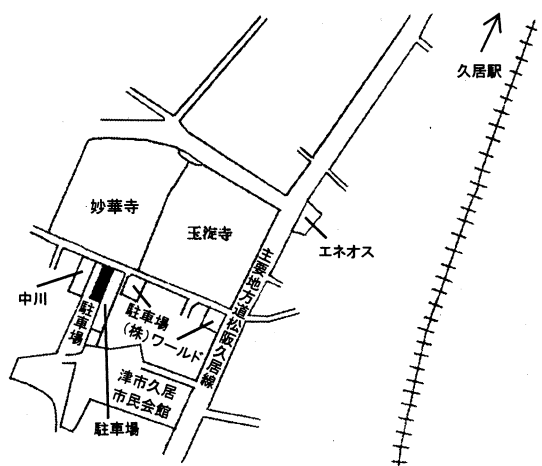 久居駅
妙華寺
玉淀寺
エネオス
主要地方道松阪久居線
中川
駐車場
駐車場
(株)ワールド
津市久居
市民会館
駐車場